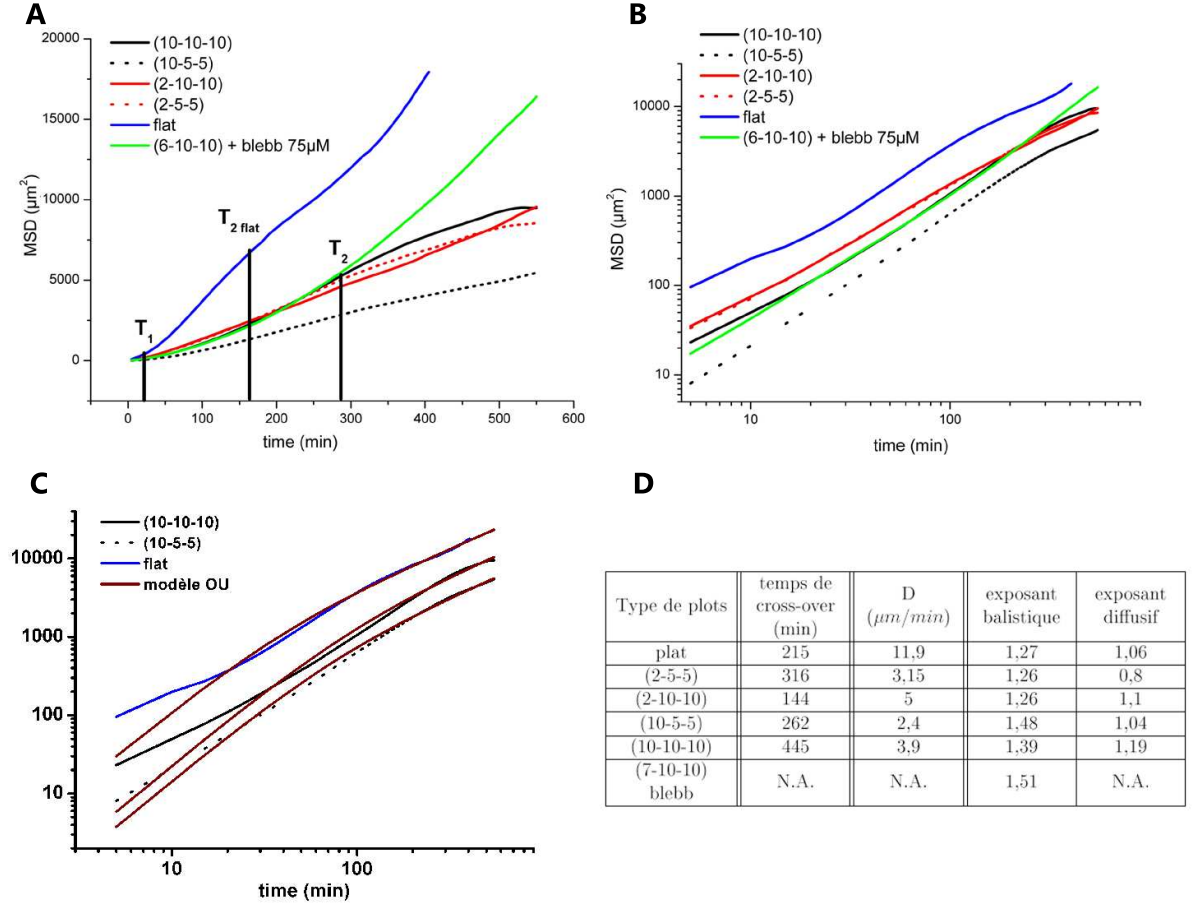 A
20000
15000
10000
5000
0
MSD (µm²)
(10-10-10)
(10-5-5)
(2-10-10)
(2-5-5)
flat
(6-10-10) + blebb 75µM
T1
T2 flat
T2
0 100 200 300 400 500 600
time (min)
B
(10-10-10)
(10-5-5)
(2-10-10)
(2-5-5)
flat
(6-10-10) + blebb 75µM
10000
1000
100
10
MSD (µm²)
10 100
time (min)
C
(10-10-10)
(10-5-5)
flat
modèle OU
10000
1000
100
10
10 100
time (min)
D
Type de plots | temps de cross-over (min) | D (µm/min) | exposant balistique | exposant diffusif
plat | 215 | 11,9 | 1,27 | 1,06
(2-5-5) | 316 | 3,15 | 1,26 | 0,8
(2-10-10) | 144 | 5 | 1,26 | 1,1
(10-5-5) | 262 | 2,4 | 1,48 | 1,04
(10-10-10) | 445 | 3,9 | 1,39 | 1,19
(7-10-10) blebb | N.A. | N.A. | 1,51 | N.A.